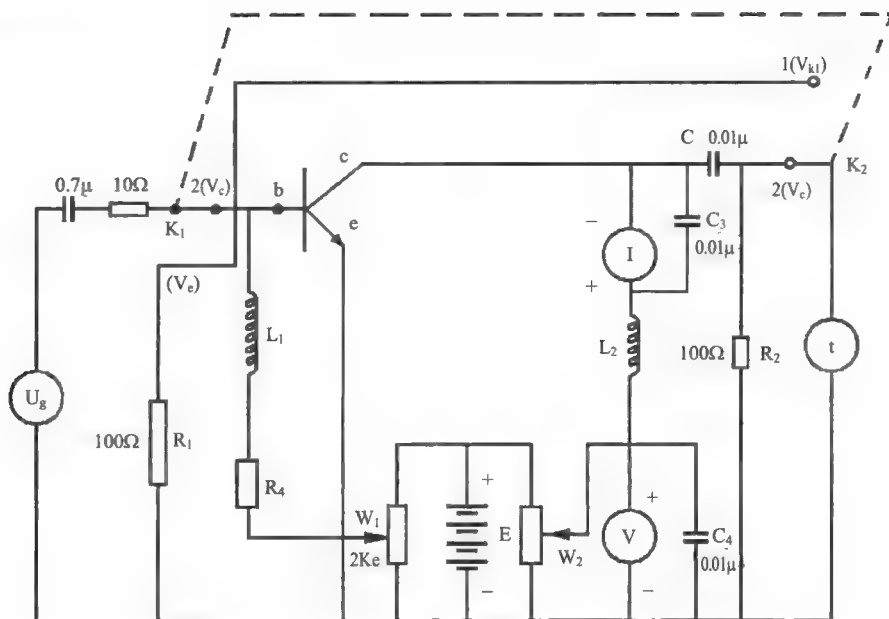 1(V_k1)
C 0.01µ
c
0.7µ 10Ω 2(V_c) b
K_2
2(V_c)
K_1
e
− C_3
0.01µ
I
(V_e)
+
L_1
L_2
100Ω R_2 t
U_g
100Ω R_1
R_4
+ +
W_1 E V C_4
2Ke W_2 0.01µ
− −